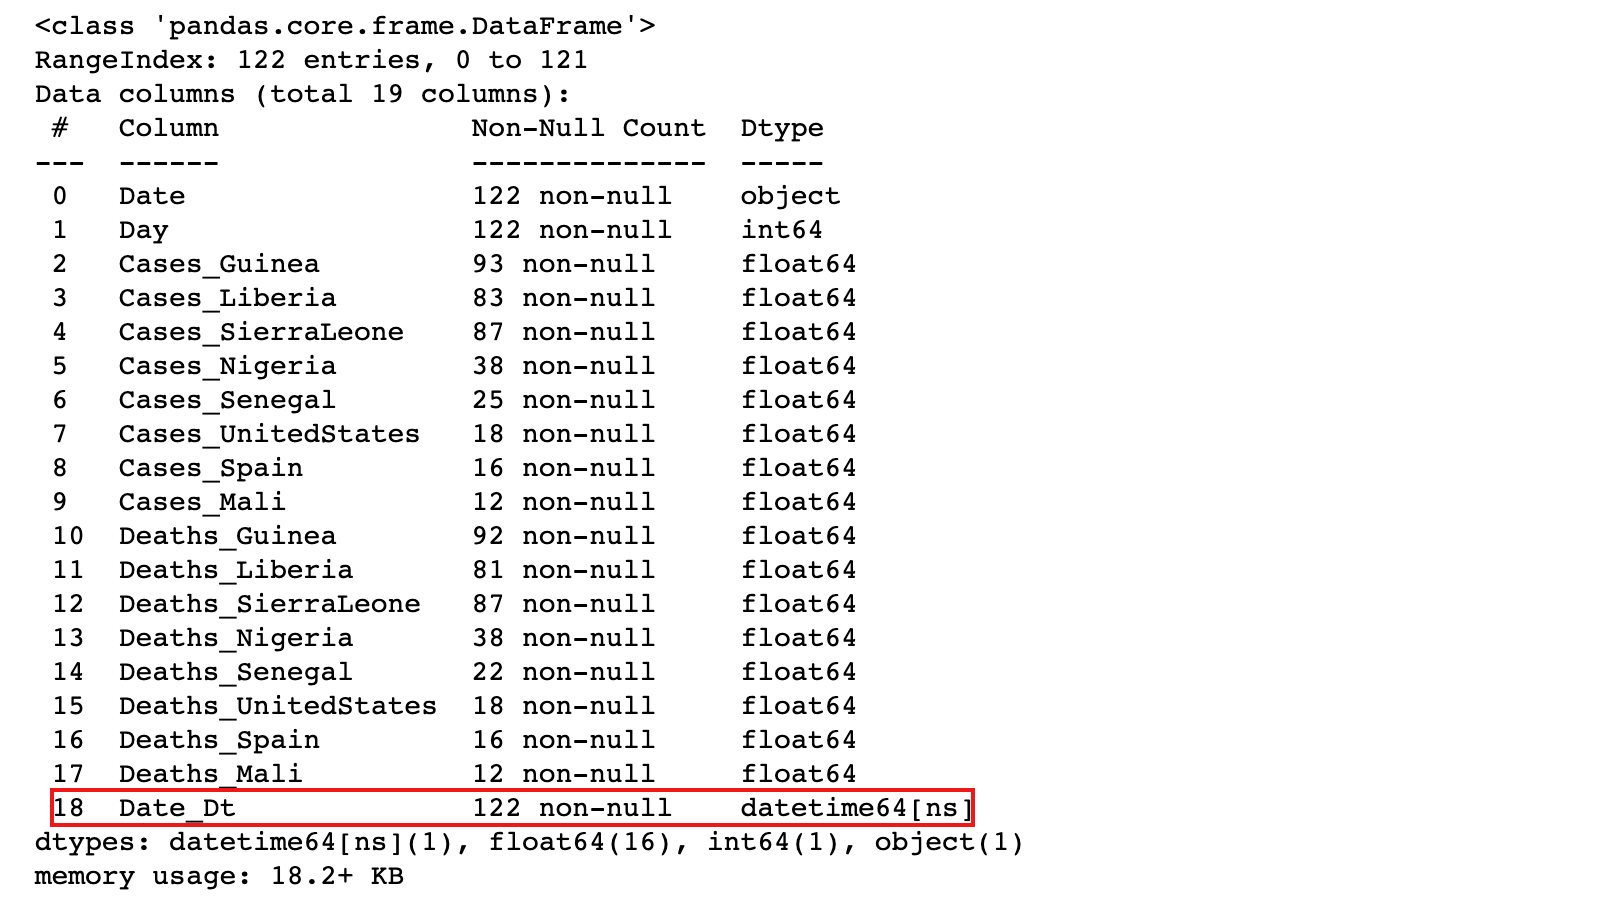 <class 'pandas.core.frame.DataFrame'>
RangeIndex: 122 entries, 0 to 121
Data columns (total 19 columns):
 #   Column               Non-Null Count  Dtype
---  ------               --------------  -----
 0   Date                 122 non-null    object
 1   Day                  122 non-null    int64
 2   Cases_Guinea         93 non-null     float64
 3   Cases_Liberia        83 non-null     float64
 4   Cases_SierraLeone    87 non-null     float64
 5   Cases_Nigeria        38 non-null     float64
 6   Cases_Senegal        25 non-null     float64
 7   Cases_UnitedStates   18 non-null     float64
 8   Cases_Spain          16 non-null     float64
 9   Cases_Mali           12 non-null     float64
 10  Deaths_Guinea        92 non-null     float64
 11  Deaths_Liberia       81 non-null     float64
 12  Deaths_SierraLeone   87 non-null     float64
 13  Deaths_Nigeria       38 non-null     float64
 14  Deaths_Senegal       22 non-null     float64
 15  Deaths_UnitedStates  18 non-null     float64
 16  Deaths_Spain         16 non-null     float64
 17  Deaths_Mali          12 non-null     float64
 18  Date_Dt              122 non-null    datetime64[ns]
dtypes: datetime64[ns](1), float64(16), int64(1), object(1)
memory usage: 18.2+ KB